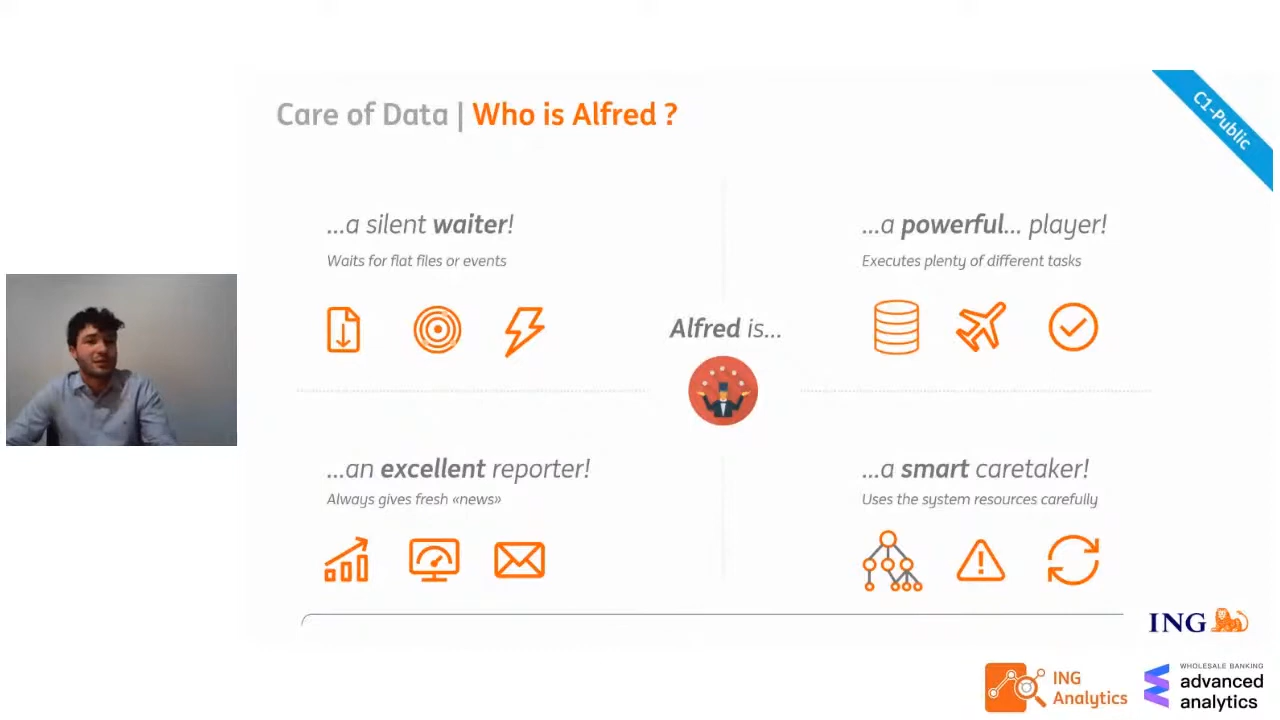 Care of Data | Who is Alfred ?
C1-Public
...a silent waiter!
Waits for flat files or events
...a powerful... player!
Executes plenty of different tasks
Alfred is...
...an excellent reporter!
Always gives fresh «news»
...a smart caretaker!
Uses the system resources carefully
ING
ING
Analytics
WHOLESALE BANKING
advanced
analytics